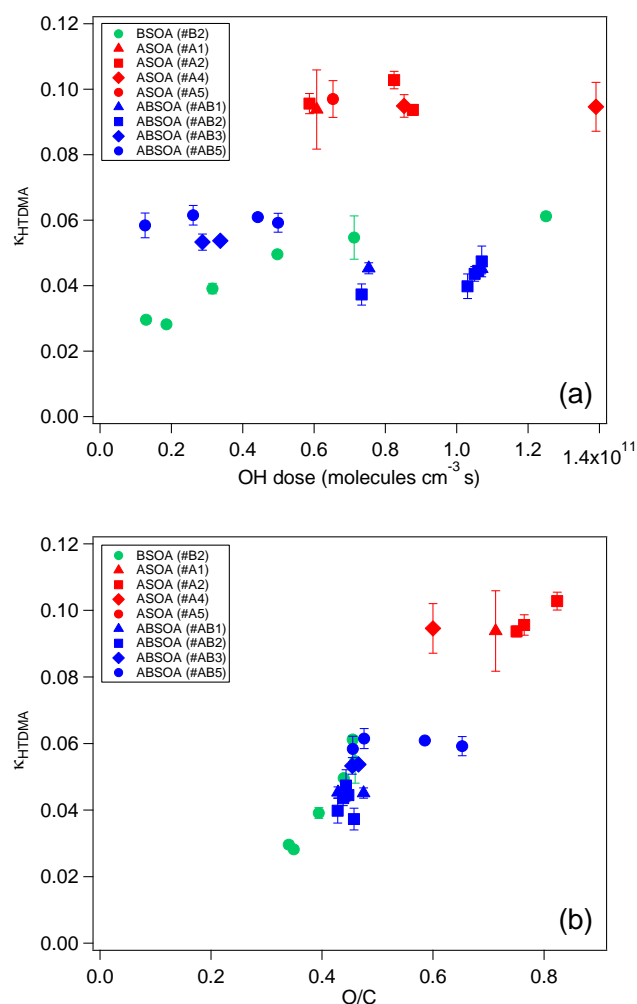 0.12
0.10
0.08
0.06
0.04
0.02
0.00
κHTDMA
BSOA (#B2)
ASOA (#A1)
ASOA (#A2)
ASOA (#A4)
ASOA (#A5)
ABSOA (#AB1)
ABSOA (#AB2)
ABSOA (#AB3)
ABSOA (#AB5)
(a)
0.0 0.2 0.4 0.6 0.8 1.0 1.2 1.4x10^11
OH dose (molecules cm^-3 s)
0.12
0.10
0.08
0.06
0.04
0.02
0.00
κHTDMA
BSOA (#B2)
ASOA (#A1)
ASOA (#A2)
ASOA (#A4)
ASOA (#A5)
ABSOA (#AB1)
ABSOA (#AB2)
ABSOA (#AB3)
ABSOA (#AB5)
(b)
0.0 0.2 0.4 0.6 0.8
O/C